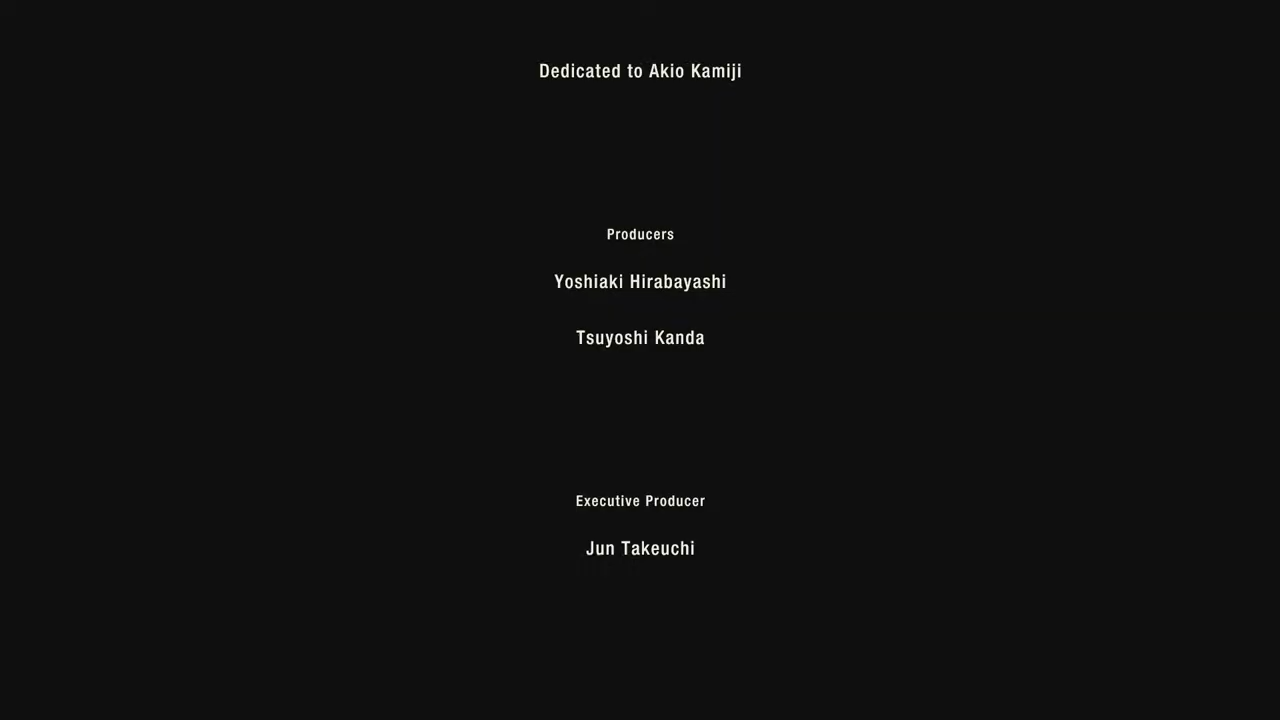 Dedicated to Akio Kamiji
Producers
Yoshiaki Hirabayashi
Tsuyoshi Kanda
Executive Producer
Jun Takeuchi